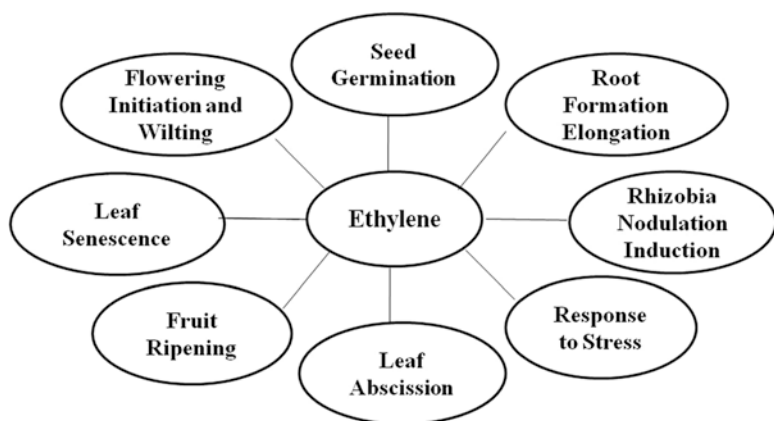 Seed
Germination
Flowering
Initiation and
Wilting
Root
Formation
Elongation
Leaf
Senescence
Ethylene
Rhizobia
Nodulation
Induction
Fruit
Ripening
Response
to Stress
Leaf
Abscission